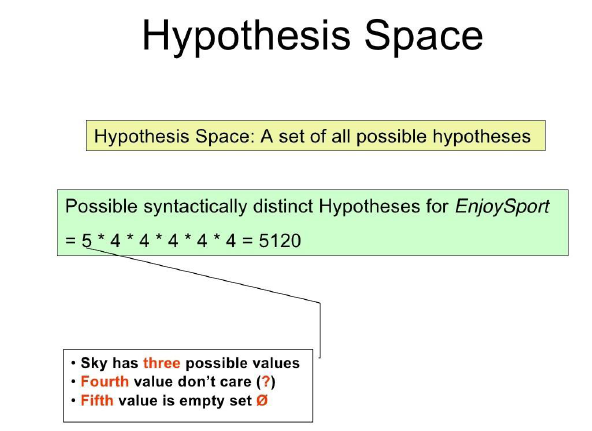 Hypothesis Space
Hypothesis Space: A set of all possible hypotheses
Possible syntactically distinct Hypotheses for EnjoySport
= 5 * 4 * 4 * 4 * 4 * 4 = 5120
• Sky has three possible values
• Fourth value don't care (?)
• Fifth value is empty set Ø